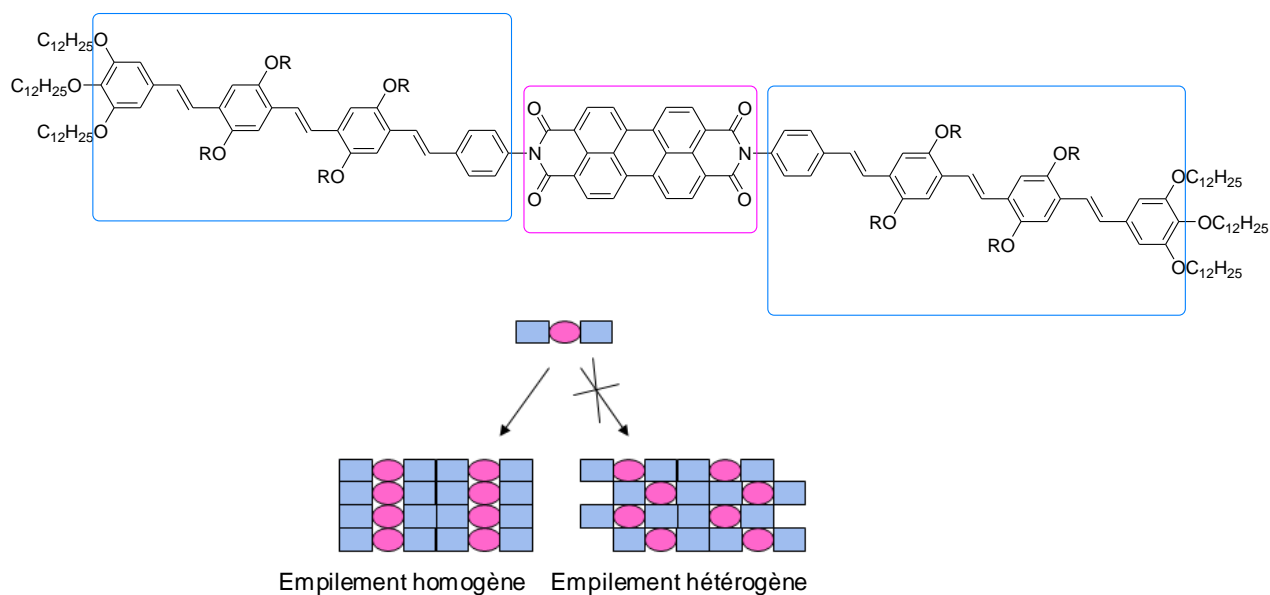 C12H25O
C12H25O
C12H25O
OR
RO
OR
RO
O
O
N
O
O
N
OR
RO
OR
RO
OC12H25
OC12H25
OC12H25
Empilement homogène
Empilement hétérogène